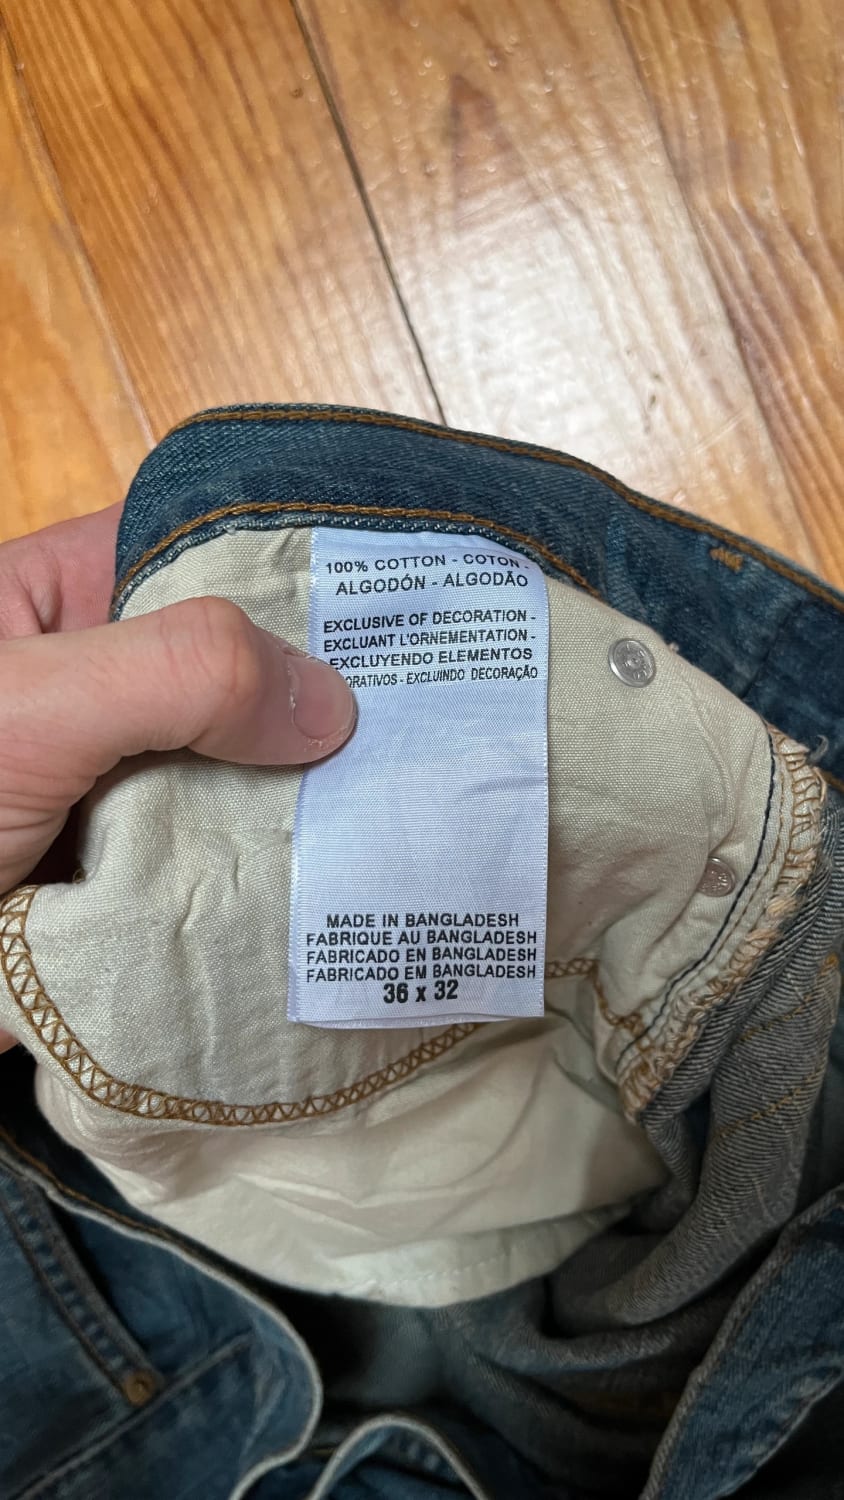 100% COTTON - COTON -
ALGODÓN - ALGODÃO
EXCLUSIVE OF DECORATION -
EXCLUANT L'ORNEMENTATION -
EXCLUYENDO ELEMENTOS
ORATIVOS - EXCLUINDO DECORAÇÃO
MADE IN BANGLADESH
FABRIQUE AU BANGLADESH
FABRICADO EN BANGLADESH
FABRICADO EM BANGLADESH
36 x 32